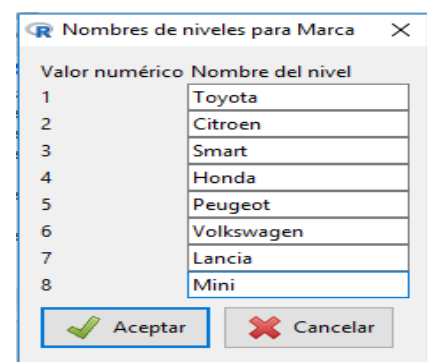 Nombres de niveles para Marca
Valor numérico Nombre del nivel
1 Toyota
2 Citroen
3 Smart
4 Honda
5 Peugeot
6 Volkswagen
7 Lancia
8 Mini
Aceptar Cancelar